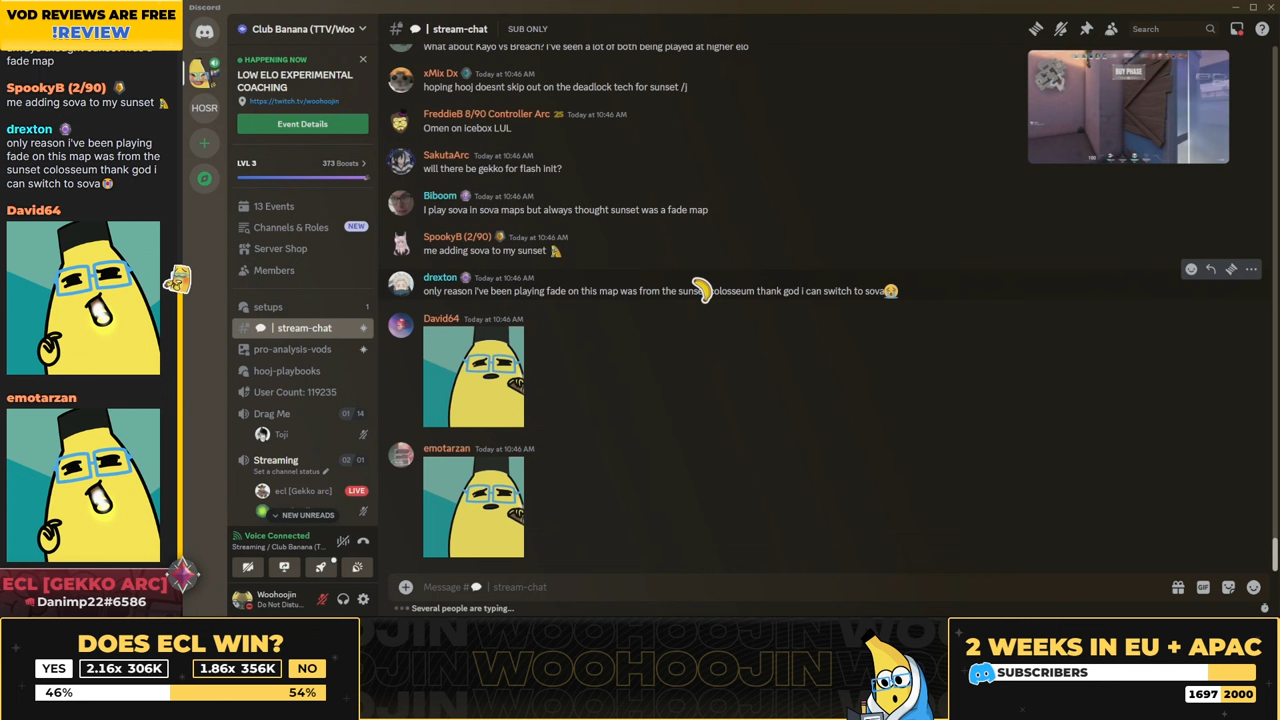 VOD REVIEWS ARE FREE
!REVIEW
fade map
SpookyB (2/90)
me adding sova to my sunset
drexton
only reason i've been playing
fade on this map was from the
sunset colosseum thank god i
can switch to sova
David64
emotarzan
ECL [GEKKO ARC]
Danimp22#6586
Discord
HOSR
Club Banana (TTV/Woo
HAPPENING NOW
LOW ELO EXPERIMENTAL
COACHING
https://twitch.tv/woohoojin
Event Details
LVL 3
373 Boosts
13 Events
Channels & Roles
NEW
Server Shop
Members
setups
1
| stream-chat
pro-analysis-vods
hooj-playbooks
User Count: 119235
Drag Me
01 14
Toji
Streaming
02 01
Set a channel status
ecl [Gekko arc]
LIVE
NEW UNREADS
Voice Connected
Streaming / Club Banana (T...
Woohoojin
Do Not Distu...
| stream-chat
SUB ONLY
Search
What about Kayo vs Breach? I've seen a lot of both being played at higher elo
xMix Dx Today at 10:46 AM
hoping hooj doesnt skip out on the deadlock tech for sunset /j
FreddieB 8/90 Controller Arc Today at 10:46 AM
Omen on icebox LUL
SakutaArc Today at 10:46 AM
will there be gekko for flash init?
Biboom Today at 10:46 AM
I play sova in sova maps but always thought sunset was a fade map
SpookyB (2/90) Today at 10:46 AM
me adding sova to my sunset
drexton Today at 10:46 AM
only reason i've been playing fade on this map was from the sunset colosseum thank god i can switch to sova
David64 Today at 10:46 AM
emotarzan Today at 10:46 AM
Message # | stream-chat
GIF
Several people are typing...
BUY PHASE
100
DOES ECL WIN?
YES 2.16x 306K 1.86x 356K NO
46% 54%
WOOHOOJIN
2 WEEKS IN EU + APAC
SUBSCRIBERS
1697 2000